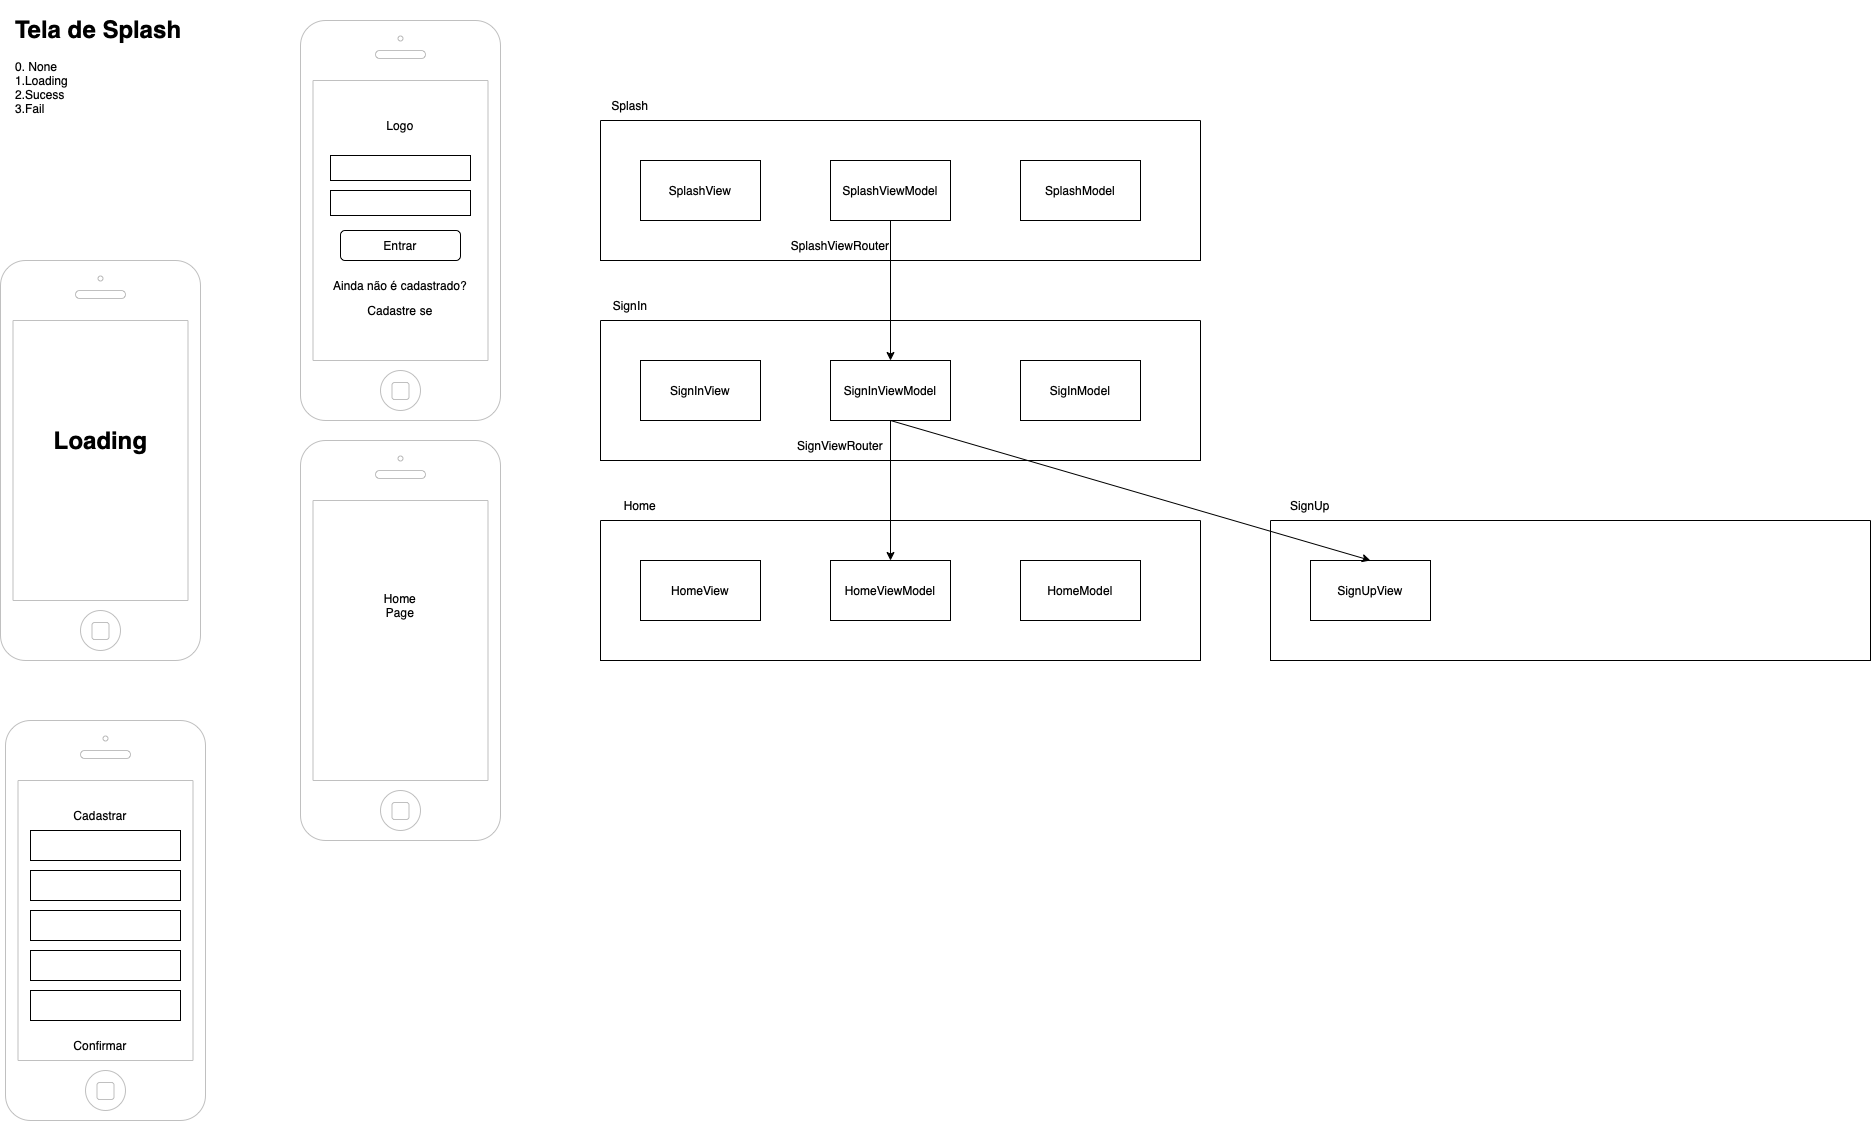 Tela de Splash
0. None
1.Loading
2.Sucess
3.Fail
Logo
Entrar
Ainda não é cadastrado?
Cadastre se
Loading
Home
Page
Cadastrar
Confirmar
Splash
SplashView
SplashViewModel
SplashModel
SplashViewRouter
SignIn
SignInView
SignInViewModel
SigInModel
SignViewRouter
Home
HomeView
HomeViewModel
HomeModel
SignUp
SignUpView